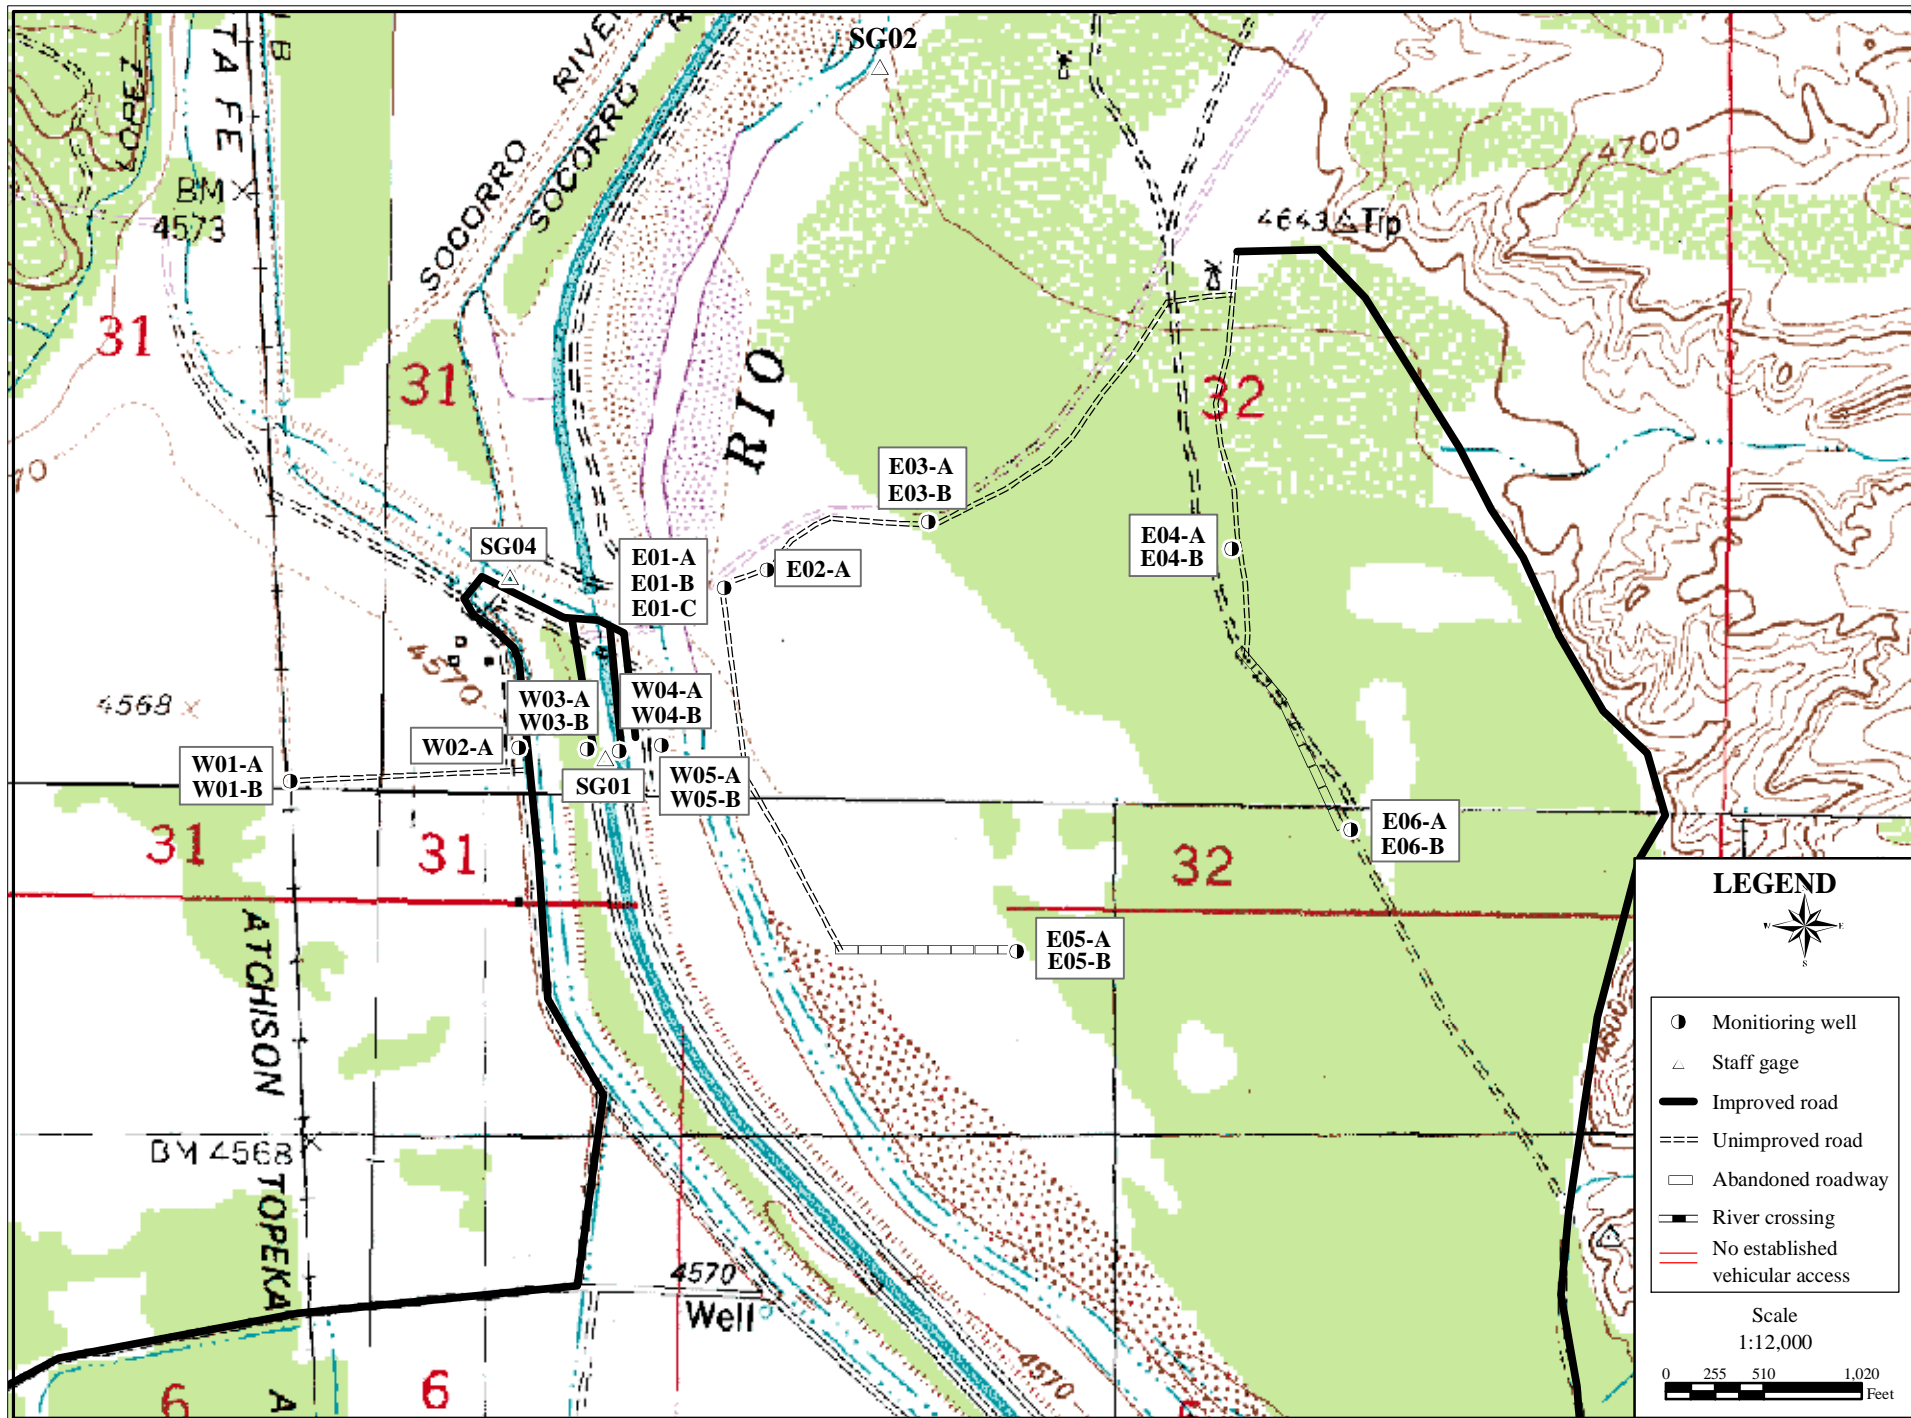 SG02
RIVER
R
TA FE
B
LOPEZ
BM
4573
SOCORRO
SOCORRO
4700
4643 Trp
31
31
32
RIO
E03-A
E03-B
SG04
E01-A
E01-B
E01-C
E02-A
E04-A
E04-B
4570
4568
W03-A
W03-B
W04-A
W04-B
W02-A
W01-A
W01-B
SG01
W05-A
W05-B
E06-A
E06-B
31
31
32
E05-A
E05-B
ATCHISON
TOPEKA
A
BM 4568
4570
Well
4570
6
6
4600
LEGEND
W
E
S
Monitioring well
Staff gage
Improved road
Unimproved road
Abandoned roadway
River crossing
No established
vehicular access
Scale
1:12,000
0 255 510 1,020
Feet